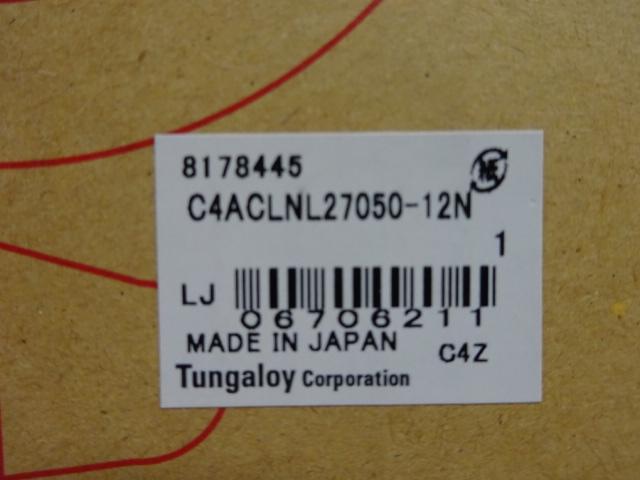 8178445
C4ACLNL27050-12N
1
LJ
06706211
MADE IN JAPAN
C4Z
Tungaloy Corporation